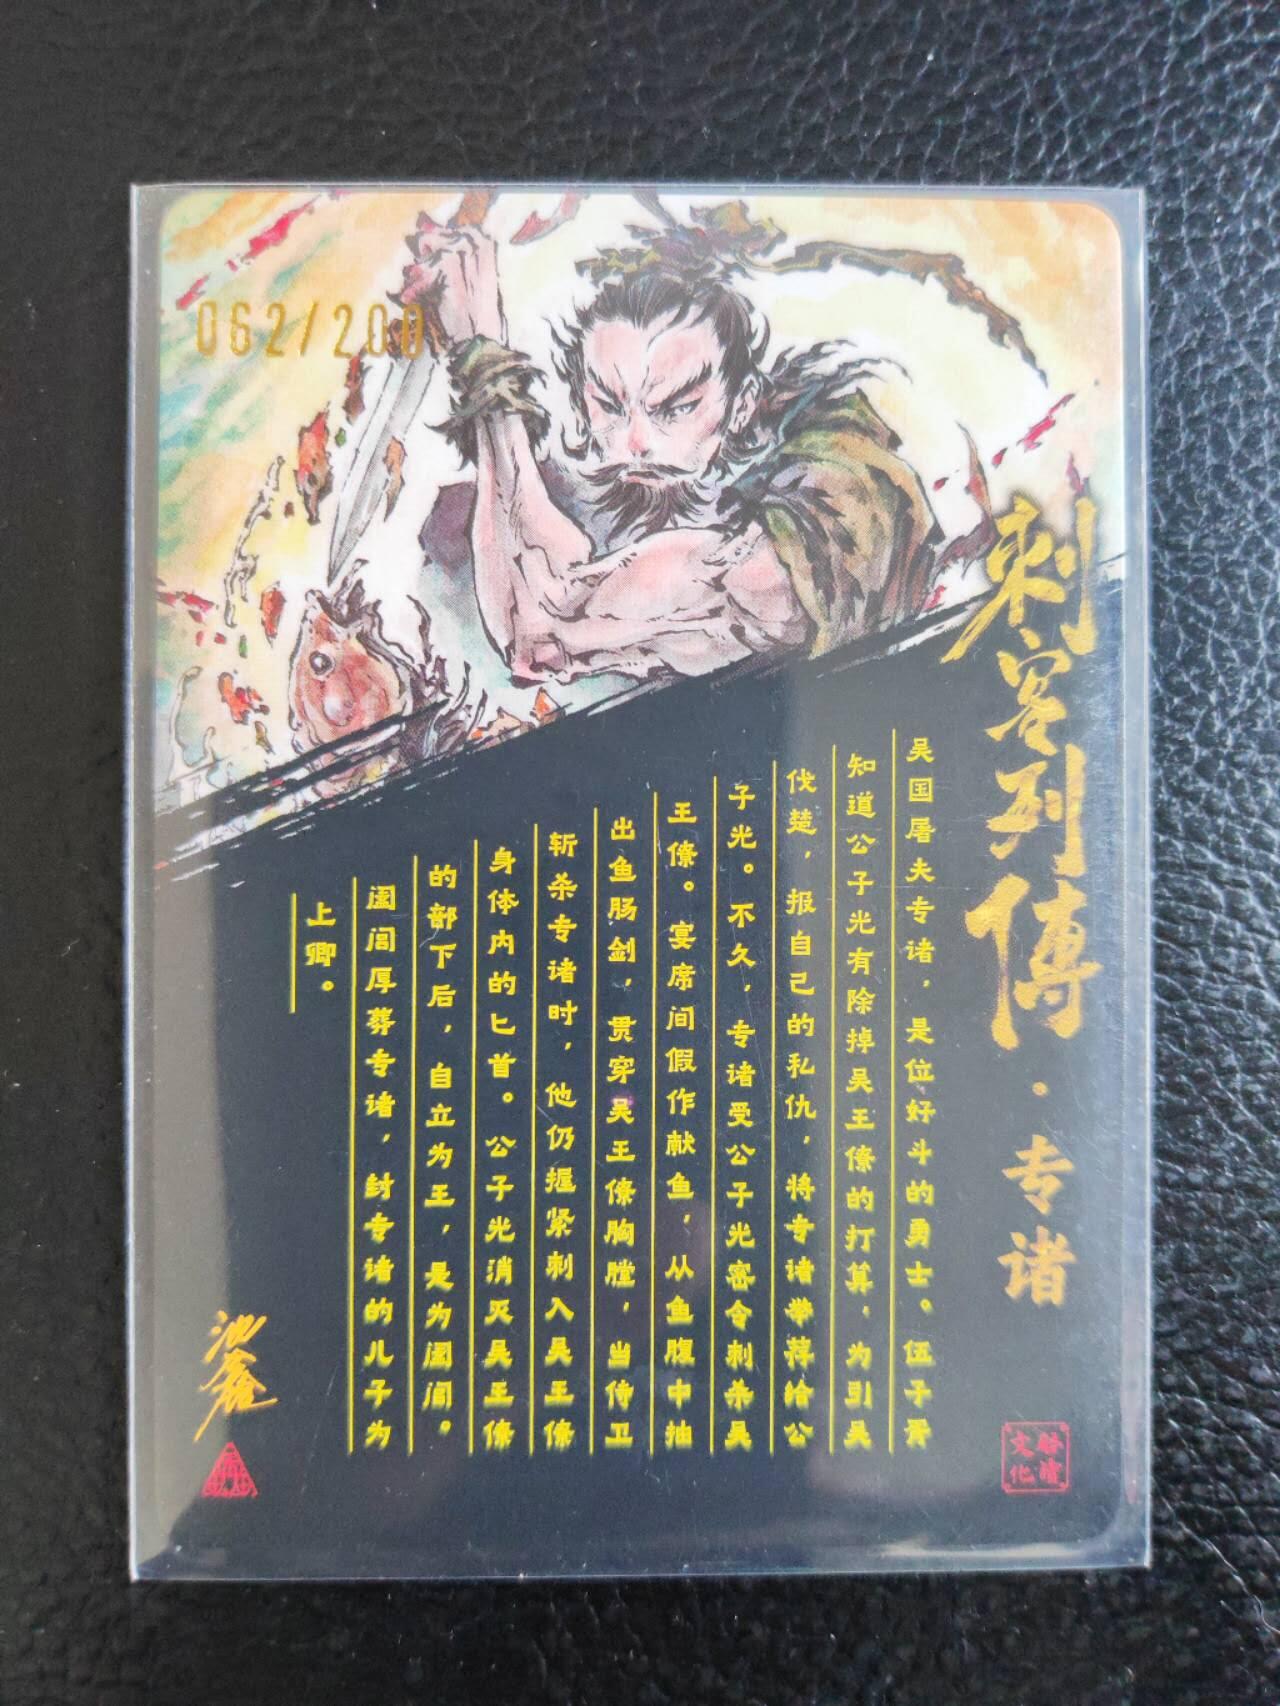 062/200
刺客列傳·专诸
吴国屠夫专诸，是位好斗的勇士。伍子胥
知道公子光有除掉吴王僚的打算，为引吴
伐楚，报自己的私仇，将专诸举荐给公
子光。不久，专诸受公子光密令刺杀吴
王僚。宴席间假作献鱼，从鱼腹中抽
出鱼肠剑，贯穿吴王僚胸膛，当侍卫
斩杀专诸时，他仍握紧刺入吴王僚
身体内的匕首。公子光消灭吴王僚
的部下后，自立为王，是为阖闾。
阖闾厚葬专诸，封专诸的儿子为
上卿。
文化